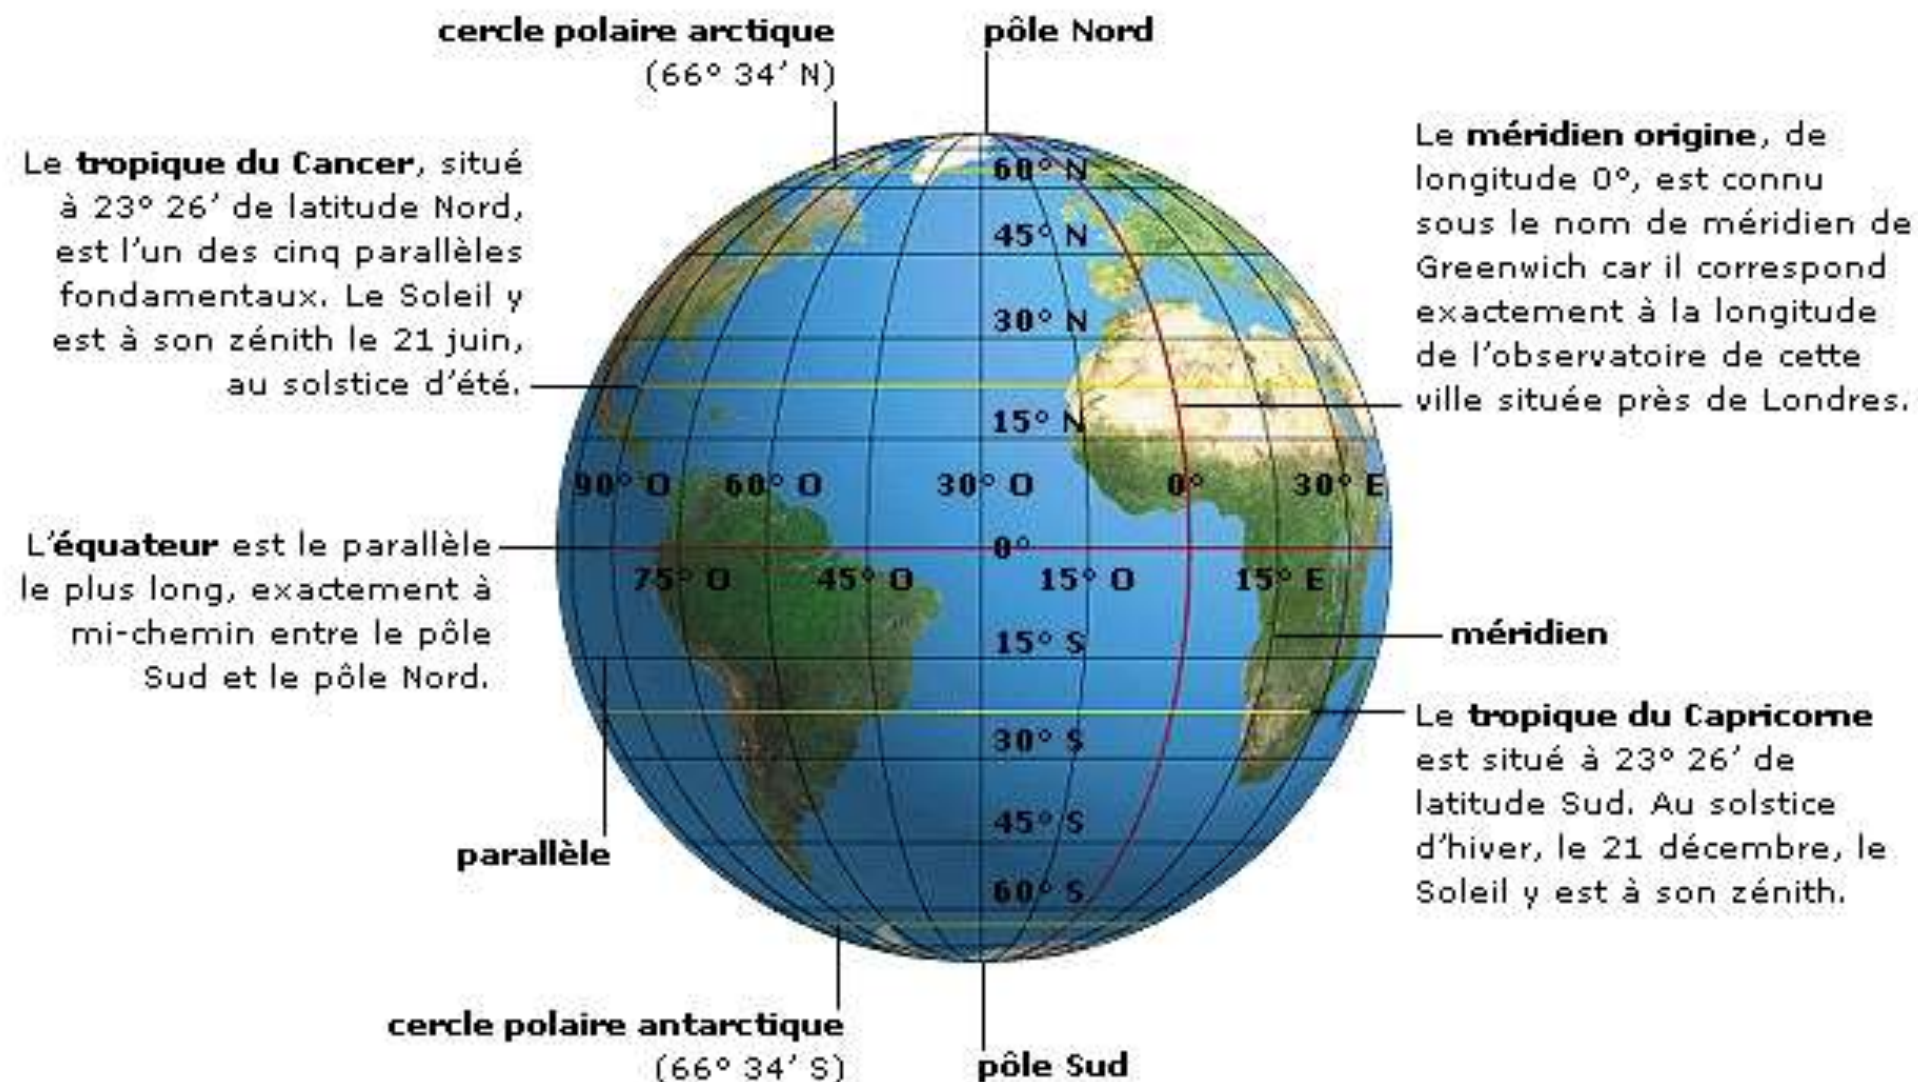 cercle polaire arctique
(66° 34' N)
pôle Nord
Le tropique du Cancer, situé
à 23° 26' de latitude Nord,
est l'un des cinq parallèles
fondamentaux. Le Soleil y
est à son zénith le 21 juin,
au solstice d'été.
Le méridien origine, de
longitude 0°, est connu
sous le nom de méridien de
Greenwich car il correspond
exactement à la longitude
de l'observatoire de cette
ville située près de Londres.
60° N
45° N
30° N
15° N
90° O 60° O 30° O 0° 30° E
0°
75° O 45° O 15° O 15° E
15° S
30° S
45° S
60° S
L'équateur est le parallèle
le plus long, exactement à
mi-chemin entre le pôle
Sud et le pôle Nord.
méridien
Le tropique du Capricorne
est situé à 23° 26' de
latitude Sud. Au solstice
d'hiver, le 21 décembre, le
Soleil y est à son zénith.
parallèle
cercle polaire antarctique
(66° 34' S)
pôle Sud